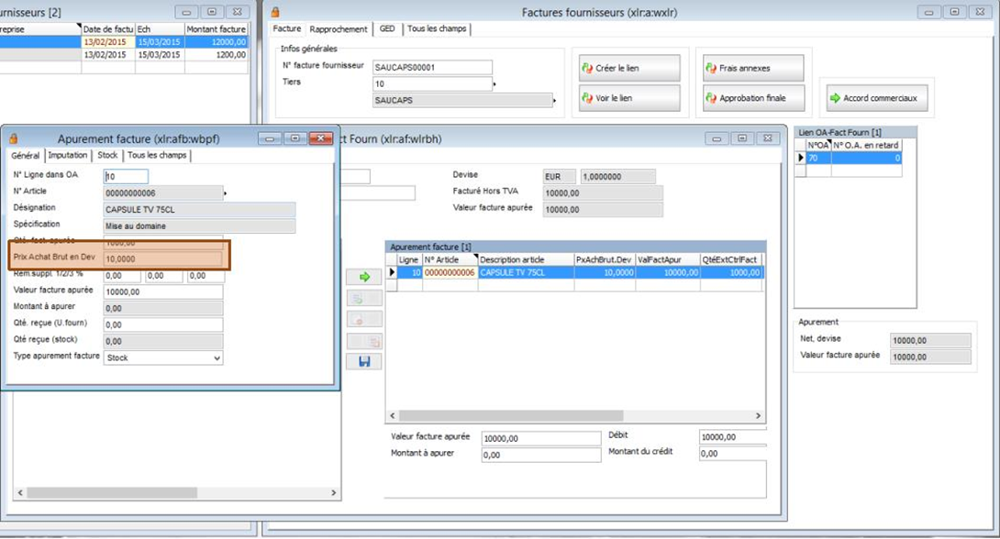 urnisseurs [2]
reprise Date de factu Ech Montant facture
13/02/2015 15/03/2015 12000,00
13/02/2015 15/03/2015 1200,00
Factures fournisseurs (xlr:a:wxlr)
Facture Rapprochement GED Tous les champs
Infos générales
N° facture fournisseur SAUCAPS00001
Tiers 10
SAUCAPS
Créer le lien
Voir le lien
Frais annexes
Approbation finale
Accord commerciaux
Apurement facture (xlr:afb:wbpf)
Général Imputation Stock Tous les champs
N° Ligne dans OA 10
N° Article 00000000006
Désignation CAPSULE TV 75CL
Spécification Mise au domaine
Qté. fact. apurée 1000,00
Prix Achat Brut en Dev 10,0000
Rem suppl 1/2/3 % 0,00 0,00 0,00
Valeur facture apurée 10000,00
Montant à apurer 0,00
Qté. reçue (U.fourn) 0,00
Qté reçue (stock) 0,00
Type apurement facture Stock
ct Fourn (xlr:af:wlrbh)
Devise EUR 1,0000000
Facturé Hors TVA 10000,00
Valeur facture apurée 10000,00
Apurement facture [1]
Ligne N° Article Description article PxAchBrut.Dev ValFactApur QtéExtCtrlFact
10 00000000006 CAPSULE TV 75CL 10,0000 10000,00 1000,00
Valeur facture apurée 10000,00 Débit 10000,00
Montant à apurer 0,00 Montant du crédit 0,00
Lien OA-Fact Fourn [1]
N°OA N° O.A. en retard
70 0
Apurement
Net, devise 10000,00
Valeur facture apurée 10000,00